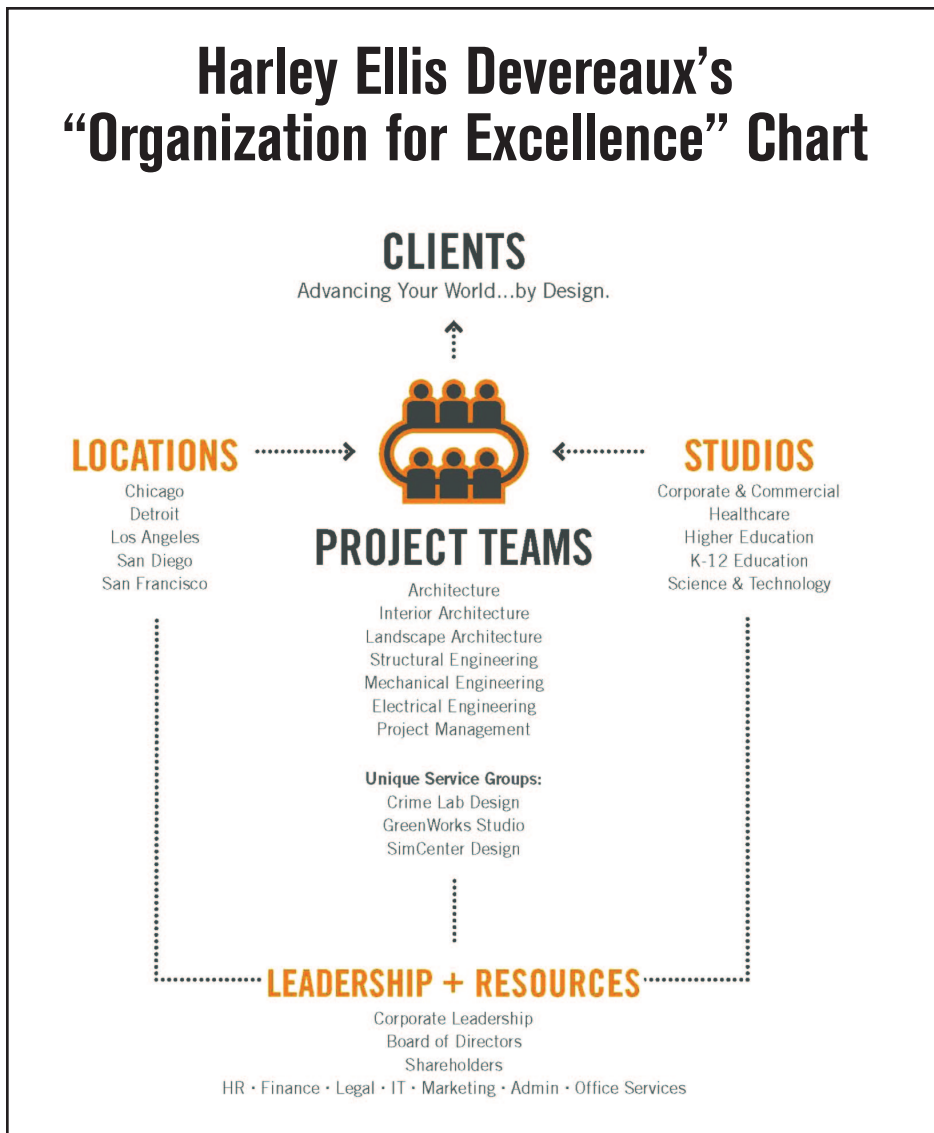 Harley Ellis Devereaux’s
“Organization for Excellence” Chart
CLIENTS
Advancing Your World...by Design.
LOCATIONS
Chicago
Detroit
Los Angeles
San Diego
San Francisco
PROJECT TEAMS
Architecture
Interior Architecture
Landscape Architecture
Structural Engineering
Mechanical Engineering
Electrical Engineering
Project Management
Unique Service Groups:
Crime Lab Design
GreenWorks Studio
SimCenter Design
STUDIOS
Corporate & Commercial
Healthcare
Higher Education
K-12 Education
Science & Technology
LEADERSHIP + RESOURCES
Corporate Leadership
Board of Directors
Shareholders
HR · Finance · Legal · IT · Marketing · Admin · Office Services